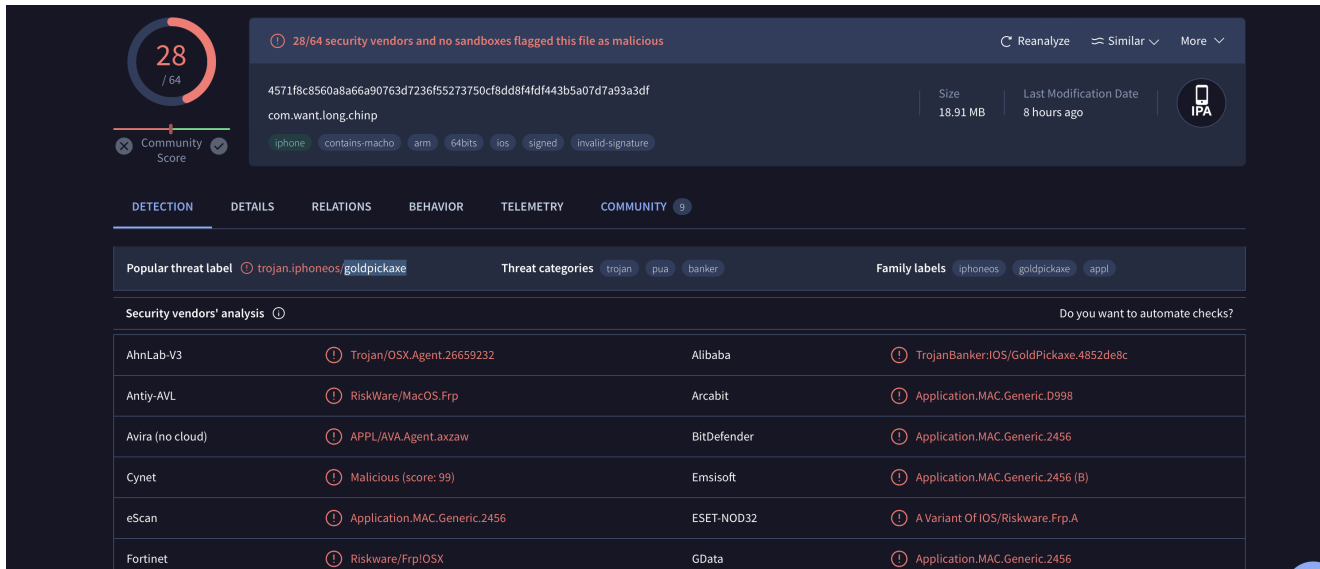 28
/ 64
Community
Score
28/64 security vendors and no sandboxes flagged this file as malicious
Reanalyze
Similar
More
4571f8c8560a8a66a90763d7236f55273750cf8dd8f4fdf443b5a07d7a93a3df
com.want.long.chinp
iphone contains-macho arm 64bits ios signed invalid-signature
Size
18.91 MB
Last Modification Date
8 hours ago
IPA
DETECTION DETAILS RELATIONS BEHAVIOR TELEMETRY COMMUNITY 9
Popular threat label trojan.iphoneos/goldpickaxe Threat categories trojan pua banker Family labels iphoneos goldpickaxe appl
Security vendors' analysis Do you want to automate checks?
AhnLab-V3 Trojan/OSX.Agent.26659232 Alibaba TrojanBanker:IOS/GoldPickaxe.4852de8c
Antiy-AVL RiskWare/MacOS.Frp Arcabit Application.MAC.Generic.D998
Avira (no cloud) APPL/AVA.Agent.axzaw BitDefender Application.MAC.Generic.2456
Cynet Malicious (score: 99) Emsisoft Application.MAC.Generic.2456 (B)
eScan Application.MAC.Generic.2456 ESET-NOD32 A Variant Of IOS/Riskware.Frp.A
Fortinet Riskware/Frp!OSX GData Application.MAC.Generic.2456